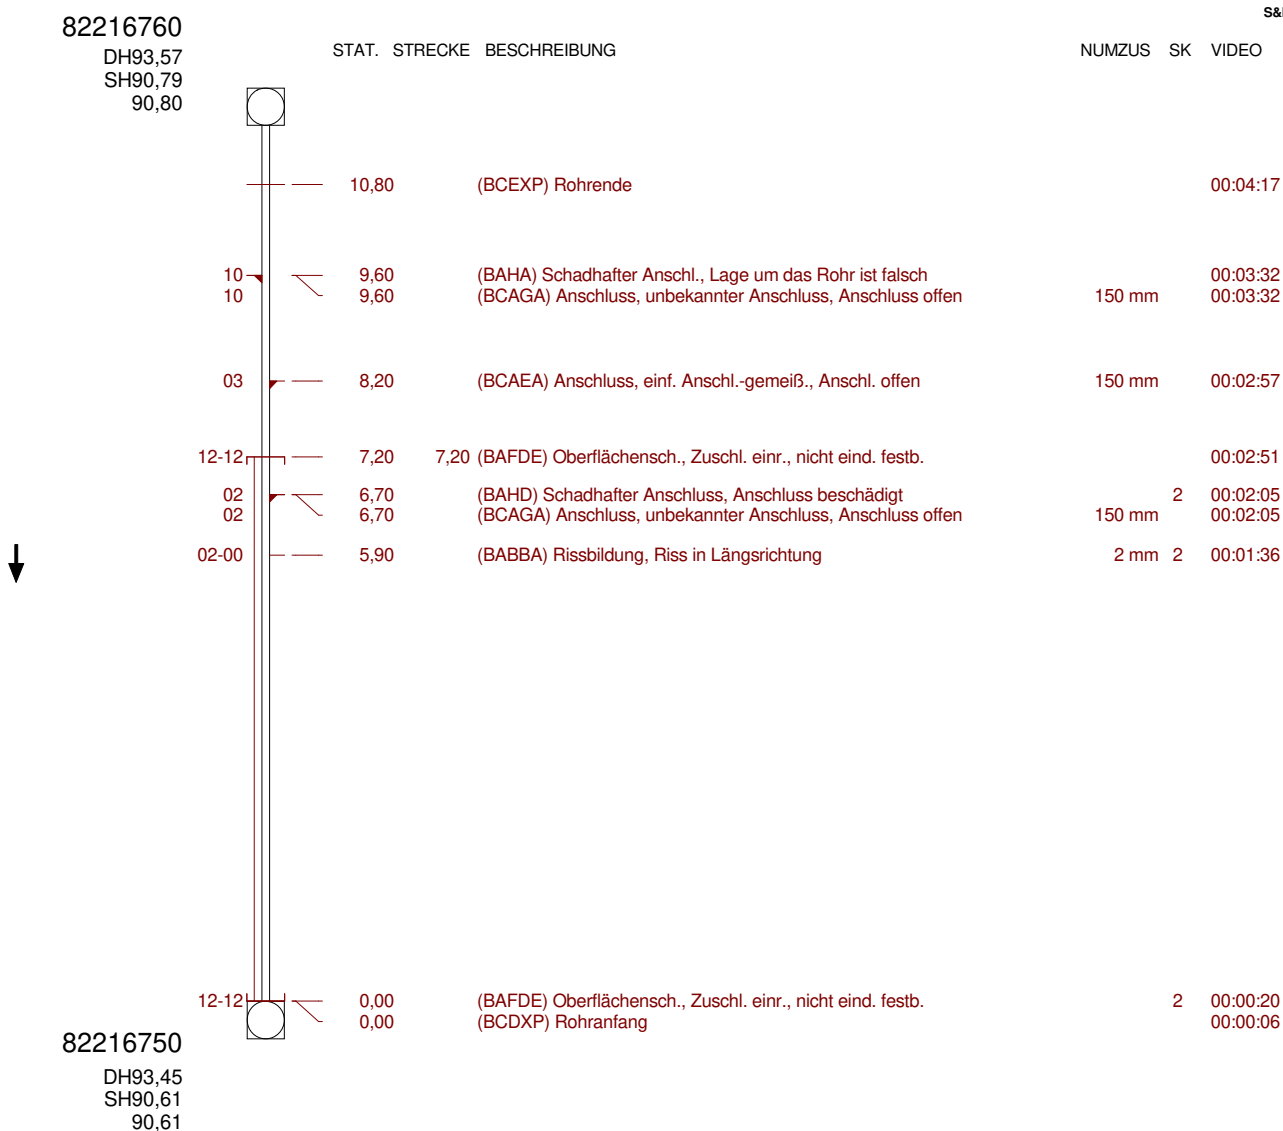 S&
82216760
DH93,57
SH90,79
90,80
STAT. STRECKE BESCHREIBUNG NUMZUS SK VIDEO
10,80 (BCEXP) Rohrende 00:04:17
10 9,60 (BAHA) Schadhafter Anschl., Lage um das Rohr ist falsch 00:03:32
10 9,60 (BCAGA) Anschluss, unbekannter Anschluss, Anschluss offen 150 mm 00:03:32
03 8,20 (BCAEA) Anschluss, einf. Anschl.-gemeiß., Anschl. offen 150 mm 00:02:57
12-12 7,20 7,20 (BAFDE) Oberflächensch., Zuschl. einr., nicht eind. festb. 00:02:51
02 6,70 (BAHD) Schadhafter Anschluss, Anschluss beschädigt 2 00:02:05
02 6,70 (BCAGA) Anschluss, unbekannter Anschluss, Anschluss offen 150 mm 00:02:05
02-00 5,90 (BABBA) Rissbildung, Riss in Längsrichtung 2 mm 2 00:01:36
12-12 0,00 (BAFDE) Oberflächensch., Zuschl. einr., nicht eind. festb. 2 00:00:20
0,00 (BCDXP) Rohranfang 00:00:06
82216750
DH93,45
SH90,61
90,61